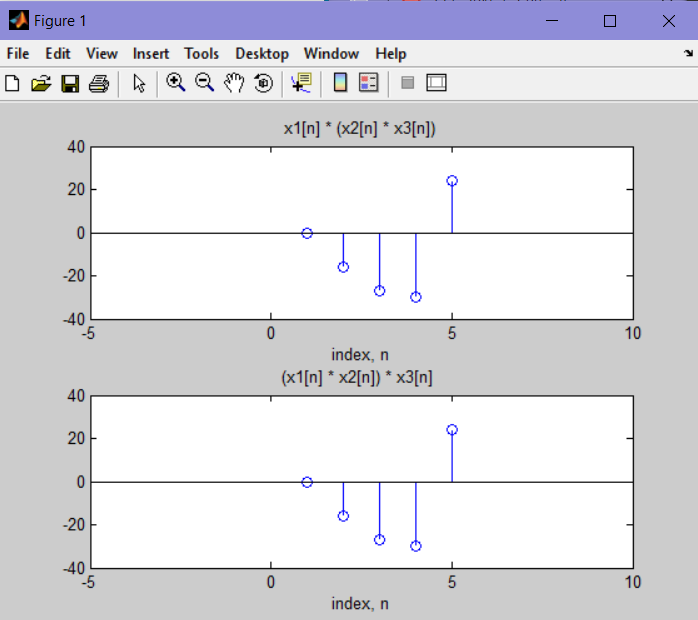 Figure 1
File Edit View Insert Tools Desktop Window Help
x1[n] * (x2[n] * x3[n])
40
20
0
-20
-40
-5 0 5 10
index, n
(x1[n] * x2[n]) * x3[n]
40
20
0
-20
-40
-5 0 5 10
index, n